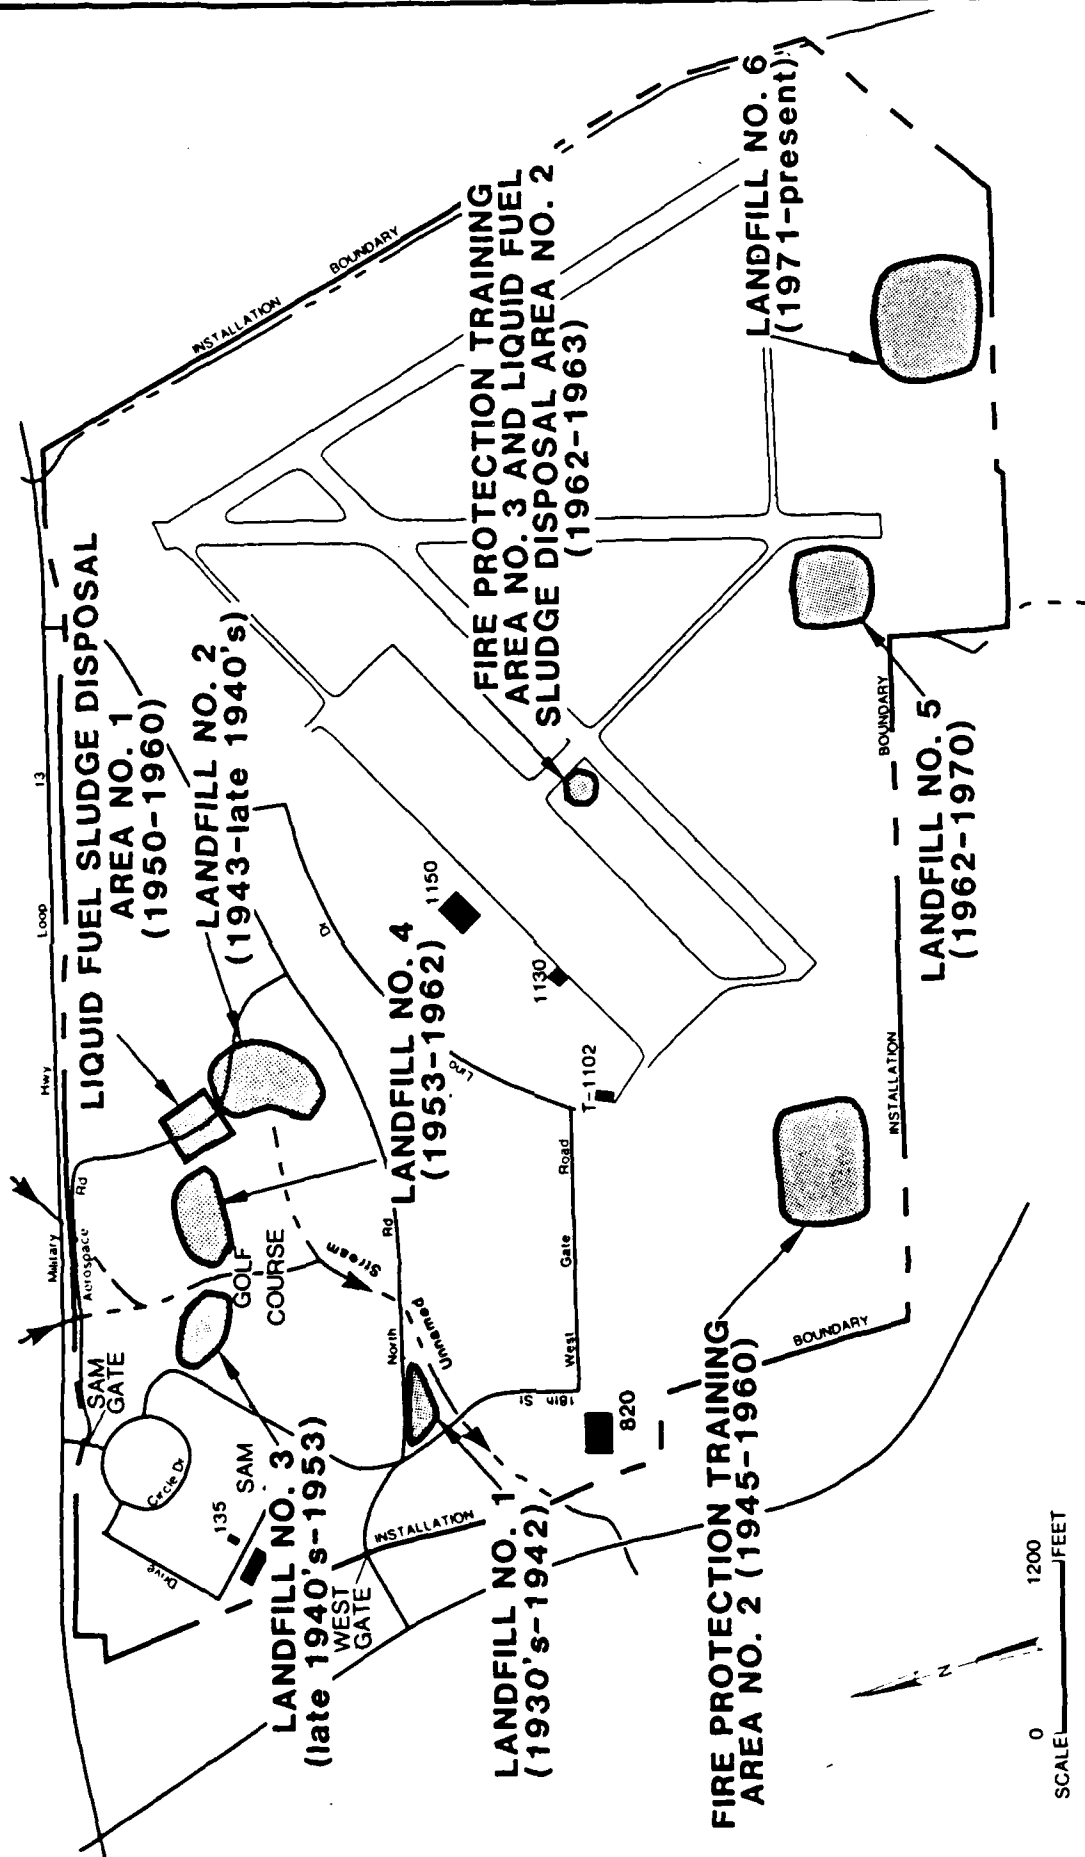 LIQUID FUEL SLUDGE DISPOSAL
AREA NO. 1
(1950-1960)
LANDFILL NO. 2
(1943-late 1940's)
LANDFILL NO. 4
(1953-1962)
LANDFILL NO. 3
(late 1940's-1953)
LANDFILL NO. 1
(1930's-1942)
FIRE PROTECTION TRAINING
AREA NO. 3 AND LIQUID FUEL
SLUDGE DISPOSAL AREA NO. 2
(1962-1963)
LANDFILL NO. 6
(1971-present)
LANDFILL NO. 5
(1962-1970)
FIRE PROTECTION TRAINING
AREA NO. 2 (1945-1960)
Military Hwy Loop 13
Aerospace Rd
SAM
GATE
Circle Dr
Drive
135
SAM
WEST
GATE
GOLF
COURSE
Unnamed Stream
North Rd
18th St
West Gate Road
820
T-1102
1130
1150
Dr
INSTALLATION BOUNDARY
INSTALLATION BOUNDARY
INSTALLATION BOUNDARY
N
0 1200
SCALE FEET